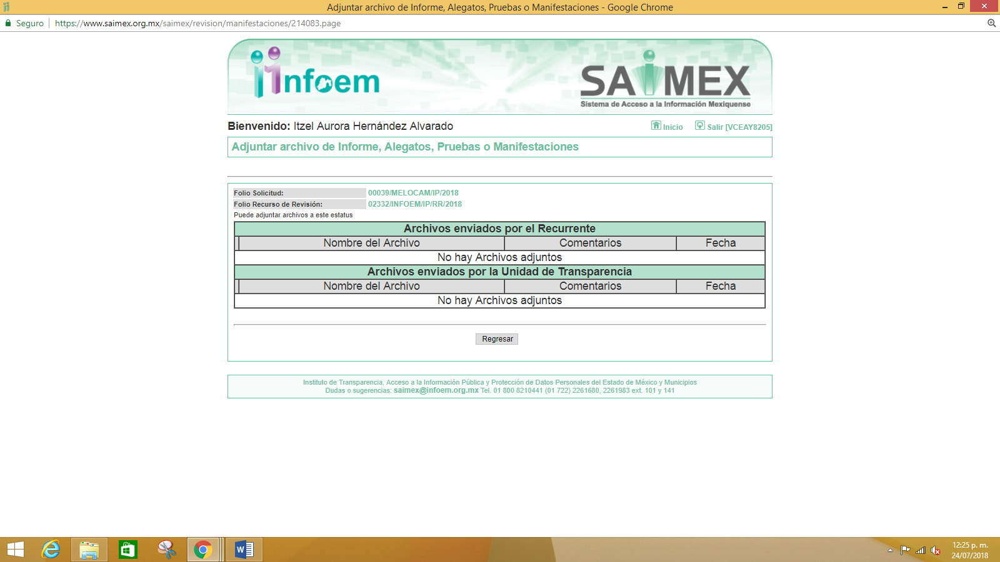 Adjuntar archivo de Informe, Alegatos, Pruebas o Manifestaciones - Google Chrome
Seguro https://www.saimex.org.mx/saimex/revision/manifestaciones/214083.page
infoem
SAIMEX
Sistema de Acceso a la Información Mexiquense
Bienvenido: Itzel Aurora Hernández Alvarado Inicio Salir [VCEAY8205]
Adjuntar archivo de Informe, Alegatos, Pruebas o Manifestaciones
Folio Solicitud: 00039/MELOCAM/IP/2018
Folio Recurso de Revisión: 02332/INFOEM/IP/RR/2018
Puede adjuntar archivos a este estatus
Archivos enviados por el Recurrente
Nombre del Archivo Comentarios Fecha
No hay Archivos adjuntos
Archivos enviados por la Unidad de Transparencia
Nombre del Archivo Comentarios Fecha
No hay Archivos adjuntos
Regresar
Instituto de Transparencia, Acceso a la Información Pública y Protección de Datos Personales del Estado de México y Municipios
Dudas o sugerencias: saimex@infoem.org.mx Tel. 01 800 8210441 (01 722) 2261680, 2261983 ext. 101 y 141
12:25 p. m.
24/07/2018